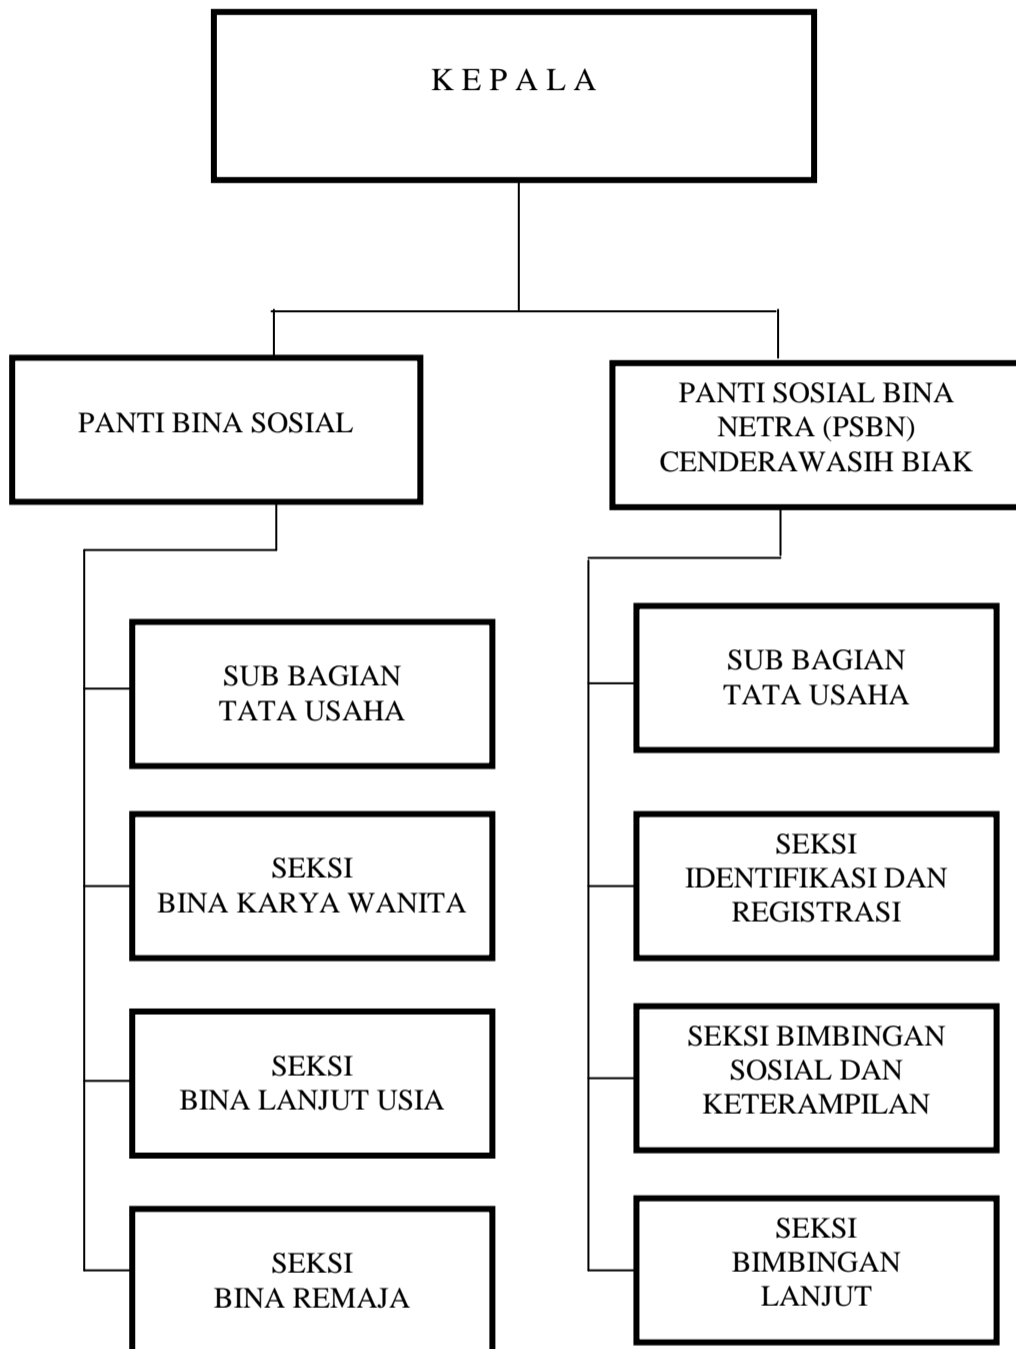 K E P A L A
PANTI BINA SOSIAL
PANTI SOSIAL BINA
NETRA (PSBN)
CENDERAWASIH BIAK
SUB BAGIAN
TATA USAHA
SEKSI
BINA KARYA WANITA
SEKSI
BINA LANJUT USIA
SEKSI
BINA REMAJA
SUB BAGIAN
TATA USAHA
SEKSI
IDENTIFIKASI DAN
REGISTRASI
SEKSI BIMBINGAN
SOSIAL DAN
KETERAMPILAN
SEKSI
BIMBINGAN
LANJUT